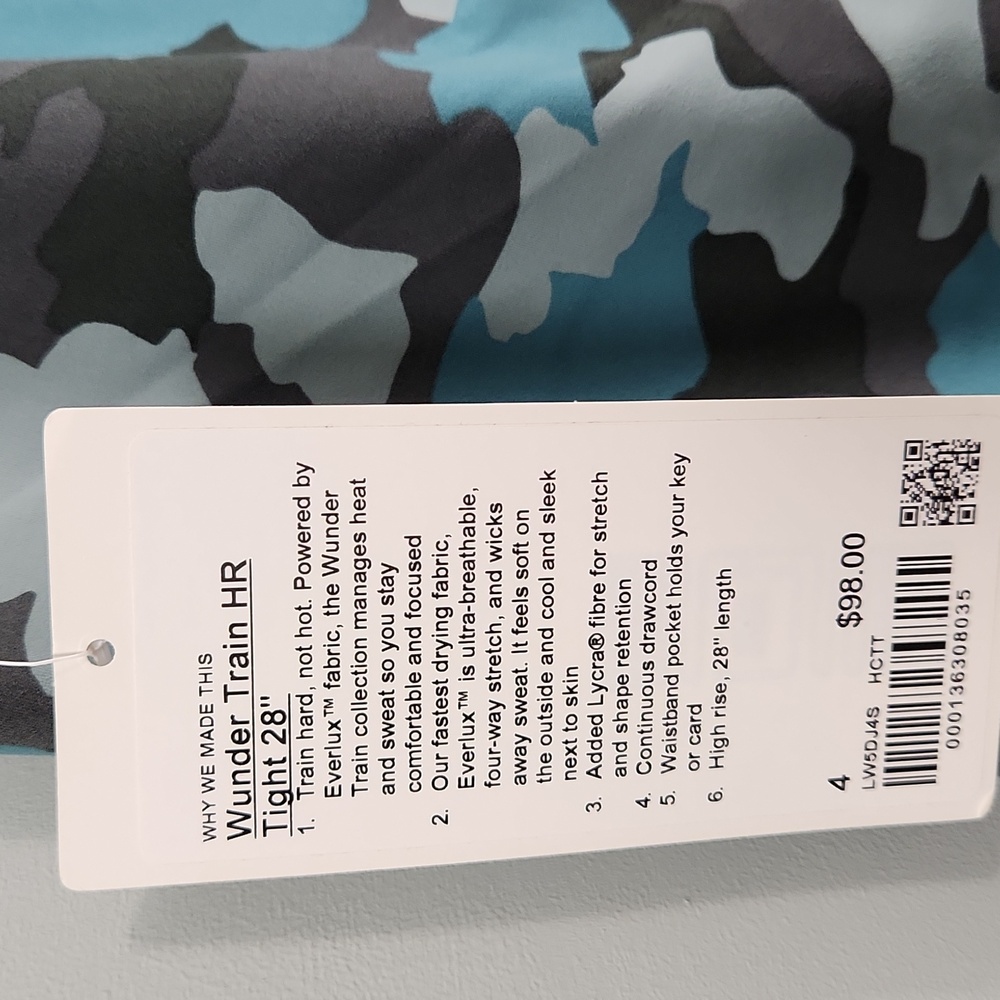 WHY WE MADE THIS
Wunder Train HR
Tight 28"
1. Train hard, not hot. Powered by
Everlux™ fabric, the Wunder
Train collection manages heat
and sweat so you stay
comfortable and focused
2. Our fastest drying fabric,
Everlux™ is ultra-breathable,
four-way stretch, and wicks
away sweat. It feels soft on
the outside and cool and sleek
next to skin
3. Added Lycra® fibre for stretch
and shape retention
4. Continuous drawcord
5. Waistband pocket holds your key
or card
6. High rise, 28" length
4 $98.00
LW5DJ4S HCTT
000136308035